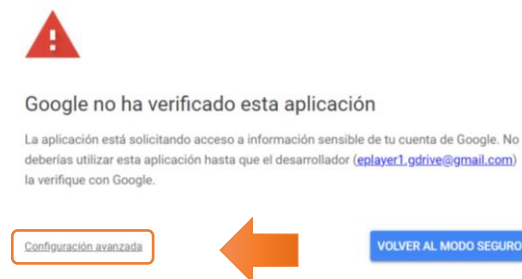 Google no ha verificado esta aplicación
La aplicación está solicitando acceso a información sensible de tu cuenta de Google. No
deberías utilizar esta aplicación hasta que el desarrollador (eplayer1.gdrive@gmail.com)
la verifique con Google.
Configuración avanzada
VOLVER AL MODO SEGURO